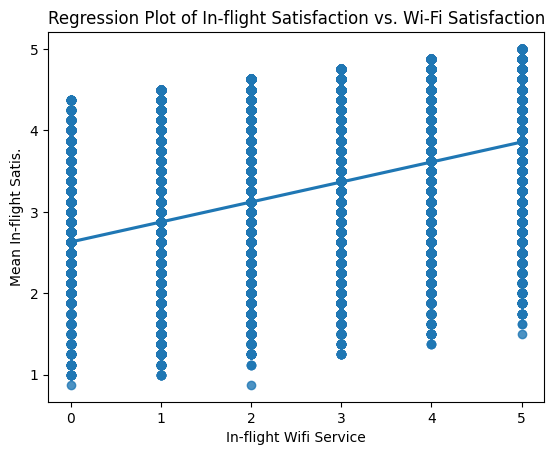 Regression Plot of In-flight Satisfaction vs. Wi-Fi Satisfaction
5
4
3
2
1
Mean In-flight Satis.
0 1 2 3 4 5
In-flight Wifi Service